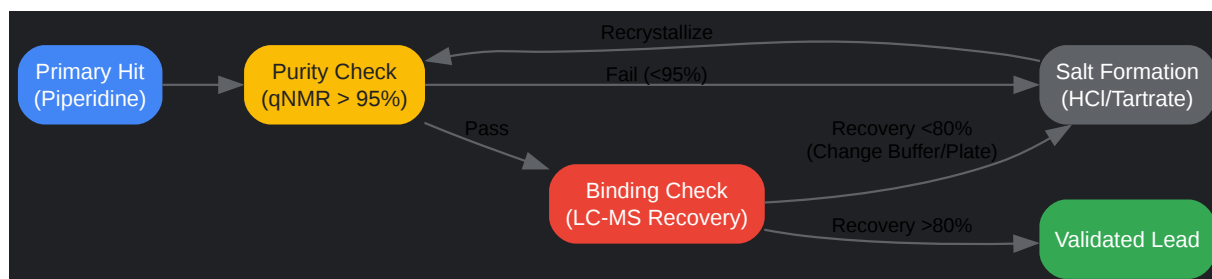 Primary Hit
(Piperidine)
Purity Check
(qNMR > 95%)
Recrystallize
Fail (<95%)
Salt Formation
(HCl/Tartrate)
Pass
Binding Check
(LC-MS Recovery)
Recovery <80%
(Change Buffer/Plate)
Recovery >80%
Validated Lead